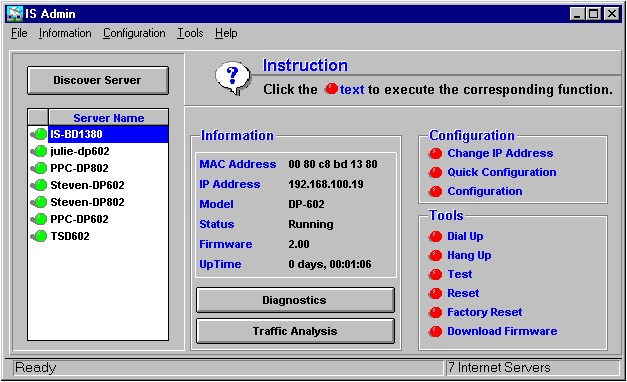 IS Admin
File Information Configuration Tools Help
Discover Server
Server Name
IS-BD1380
julie-dp602
PPC-DP802
Steven-DP602
Steven-DP802
PPC-DP602
TSD602
?
Instruction
Click the text to execute the corresponding function.
Information
MAC Address 00 80 c8 bd 13 80
IP Address 192.168.100.19
Model DP-602
Status Running
Firmware 2.00
UpTime 0 days, 00:01:06
Diagnostics
Traffic Analysis
Configuration
Change IP Address
Quick Configuration
Configuration
Tools
Dial Up
Hang Up
Test
Reset
Factory Reset
Download Firmware
Ready
7 Internet Servers